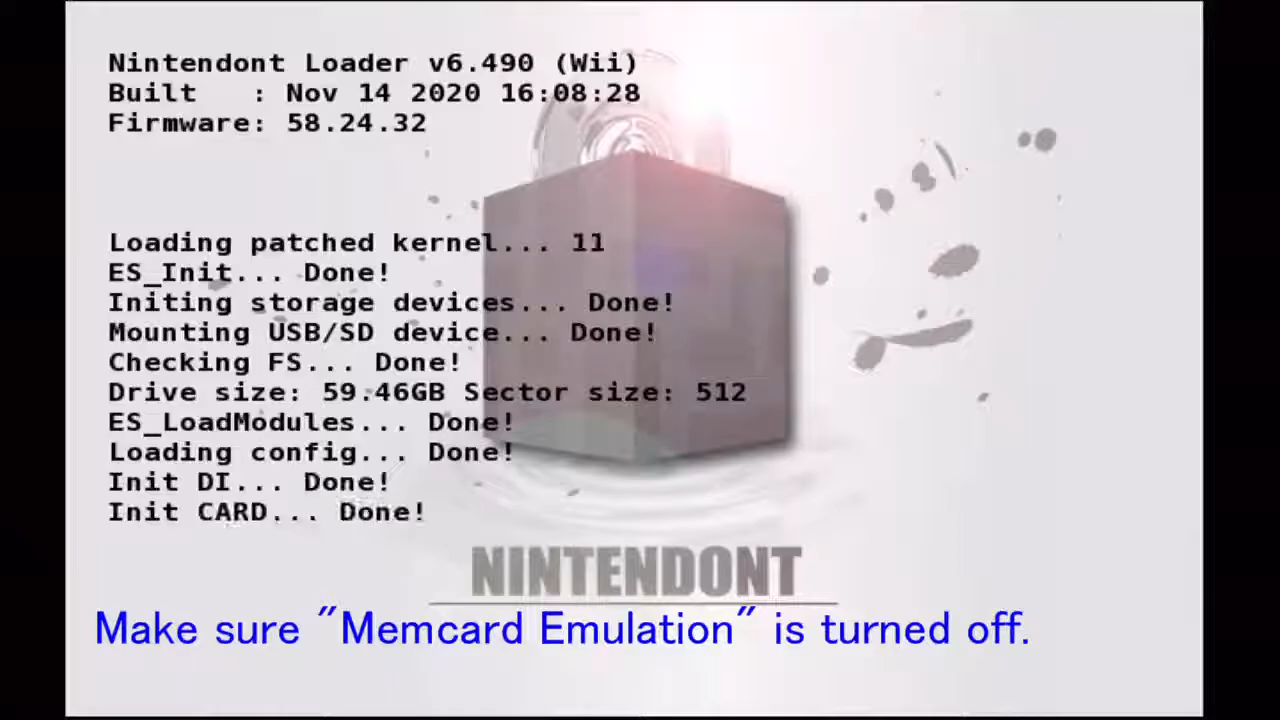 Nintendont Loader v6.490 (Wii)
Built   : Nov 14 2020 16:08:28
Firmware: 58.24.32
Loading patched kernel... 11
ES_Init... Done!
Initing storage devices... Done!
Mounting USB/SD device... Done!
Checking FS... Done!
Drive size: 59.46GB Sector size: 512
ES_LoadModules... Done!
Loading config... Done!
Init DI... Done!
Init CARD... Done!
NINTENDONT
Make sure "Memcard Emulation" is turned off.